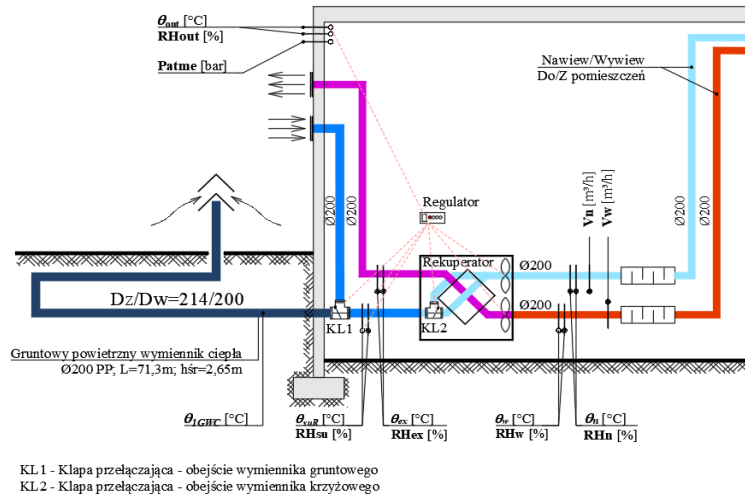 θout [°C]
RHout [%]
Patme [bar]
Nawiew/Wywiew
Do/Z pomieszczeń
Ø200
Ø200
Regulator
Vn [m³/h]
Vw [m³/h]
Ø200
Ø200
Rekuperator
Ø200
Ø200
Dz/Dw=214/200
KL1
KL2
Gruntowy powietrzny wymiennik ciepła
Ø200 PP; L=71,3m; hśr=2,65m
θ1GWC [°C]
θsuR [°C]
RHsu [%]
θex [°C]
RHex [%]
θw [°C]
RHw [%]
θn [°C]
RHn [%]
KL1 - Klapa przełączająca - obejście wymiennika gruntowego
KL2 - Klapa przełączająca - obejście wymiennika krzyżowego